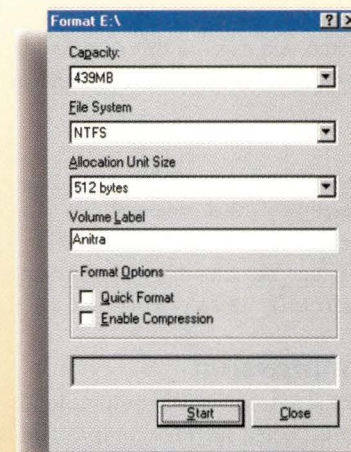 Format E:\
Capacity:
439MB
File System
NTFS
Allocation Unit Size
512 bytes
Volume Label
Anitra
Format Options
Quick Format
Enable Compression
Start
Close